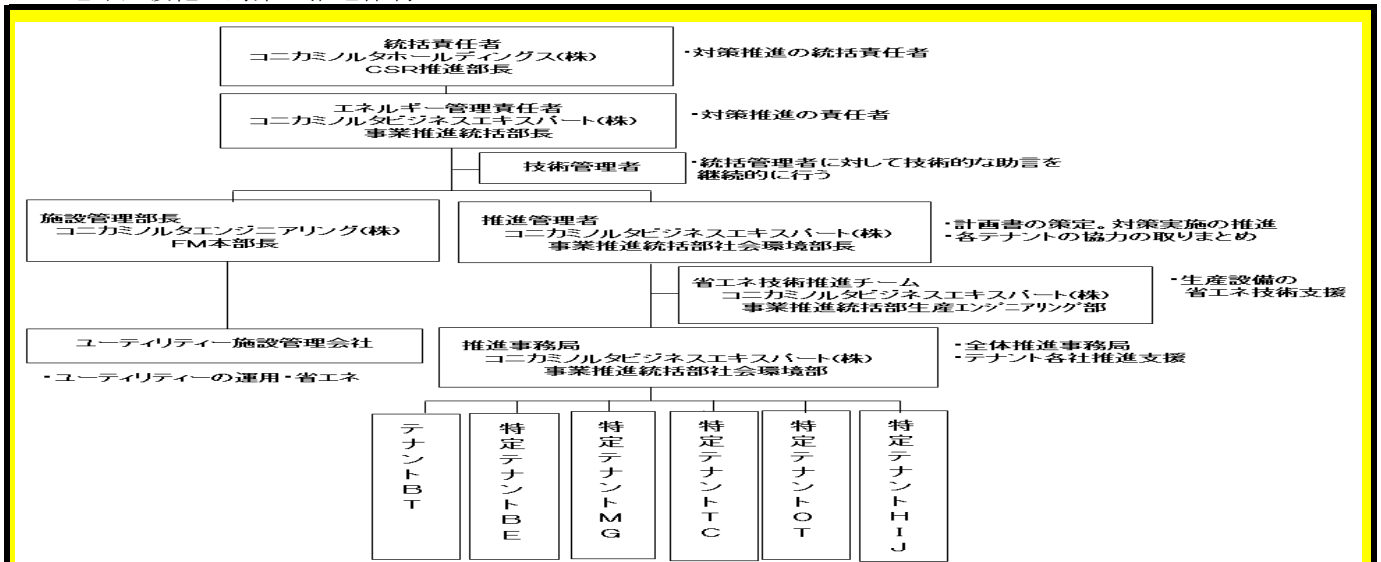 統括責任者
コニカミノルタホールディングス(株)
CSR推進部長
・対策推進の統括責任者
エネルギー管理責任者
コニカミノルタビジネスエキスパート(株)
事業推進統括部長
・対策推進の責任者
技術管理者
・統括管理者に対して技術的な助言を
継続的に行う
施設管理部長
コニカミノルタエンジニアリング(株)
FM本部長
推進管理者
コニカミノルタビジネスエキスパート(株)
事業推進統括部社会環境部長
・計画書の策定。対策実施の推進
・各テナントの協力の取りまとめ
省エネ技術推進チーム
コニカミノルタビジネスエキスパート(株)
事業推進統括部生産エンジニアリング部
・生産設備の
省エネ技術支援
ユーティリティー施設管理会社
・ユーティリティーの運用・省エネ
推進事務局
コニカミノルタビジネスエキスパート(株)
事業推進統括部社会環境部
・全体推進事務局
・テナント各社推進支援
テナントBT
特定テナントBE
特定テナントMG
特定テナントTC
特定テナントOT
特定テナントHIJ